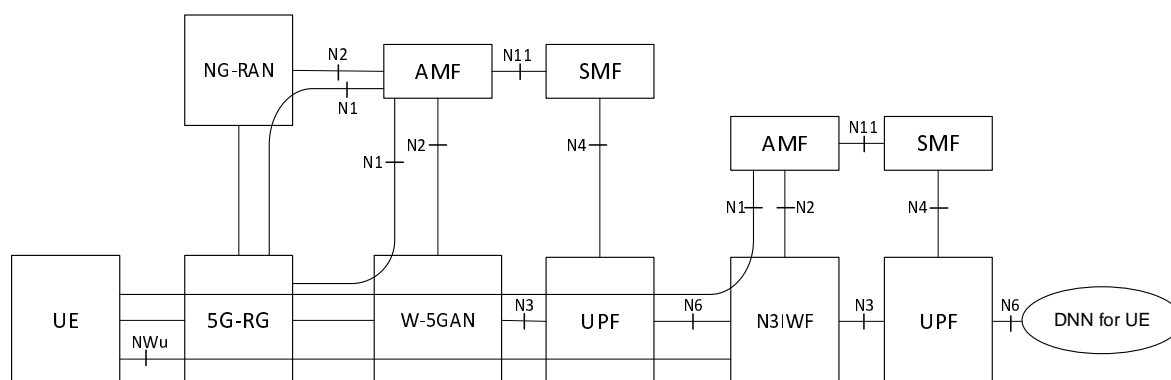 NG-RAN
N2
AMF
N11
SMF
N1
N1
N2
N4
AMF
N11
SMF
N1
N2
N4
UE
5G-RG
W-5GAN
N3
UPF
N6
N3IWF
N3
UPF
N6
DNN for UE
NWu